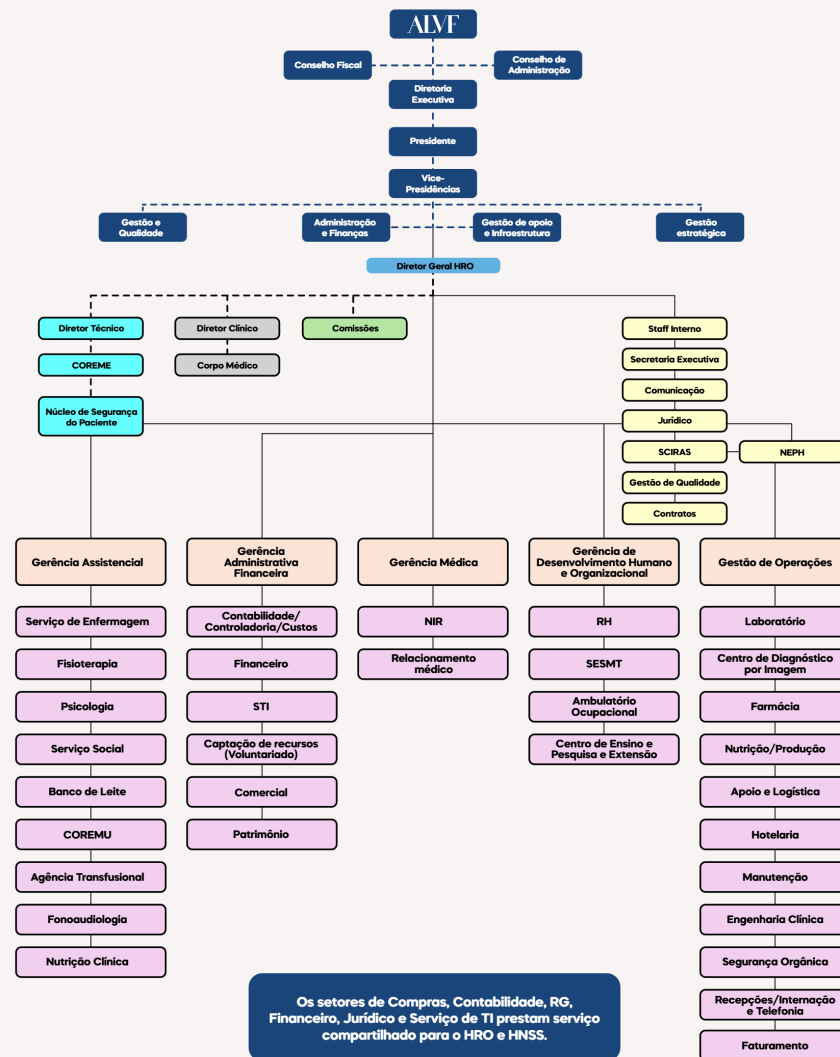 ALVF
Conselho Fiscal
Conselho de
Administração
Diretoria
Executiva
Presidente
Vice-
Presidências
Gestão e
Qualidade
Administração
e Finanças
Gestão de apoio
e Infraestrutura
Gestão
estratégica
Diretor Geral HRO
Diretor Técnico
Diretor Clínico
Comissões
Staff Interno
COREME
Corpo Médico
Secretaria Executiva
Comunicação
Núcleo de Segurança
do Paciente
Jurídico
SCIRAS
NEPH
Gestão de Qualidade
Contratos
Gerência Assistencial
Gerência
Administrativa
Financeira
Gerência Médica
Gerência de
Desenvolvimento Humano
e Organizacional
Gestão de Operações
Serviço de Enfermagem
Contabilidade/
Controladoria/Custos
NIR
RH
Laboratório
Fisioterapia
Financeiro
Relacionamento
médico
SESMT
Centro de Diagnóstico
por Imagem
Psicologia
STI
Ambulatório
Ocupacional
Farmácia
Serviço Social
Captação de recursos
(Voluntariado)
Centro de Ensino e
Pesquisa e Extensão
Nutrição/Produção
Banco de Leite
Comercial
Apoio e Logística
COREMU
Patrimônio
Hotelaria
Agência Transfusional
Manutenção
Fonoaudiologia
Engenharia Clínica
Nutrição Clínica
Segurança Orgânica
Recepções/Internação
e Telefonia
Faturamento
Os setores de Compras, Contabilidade, RG,
Financeiro, Jurídico e Serviço de TI prestam serviço
compartilhado para o HRO e HNSS.